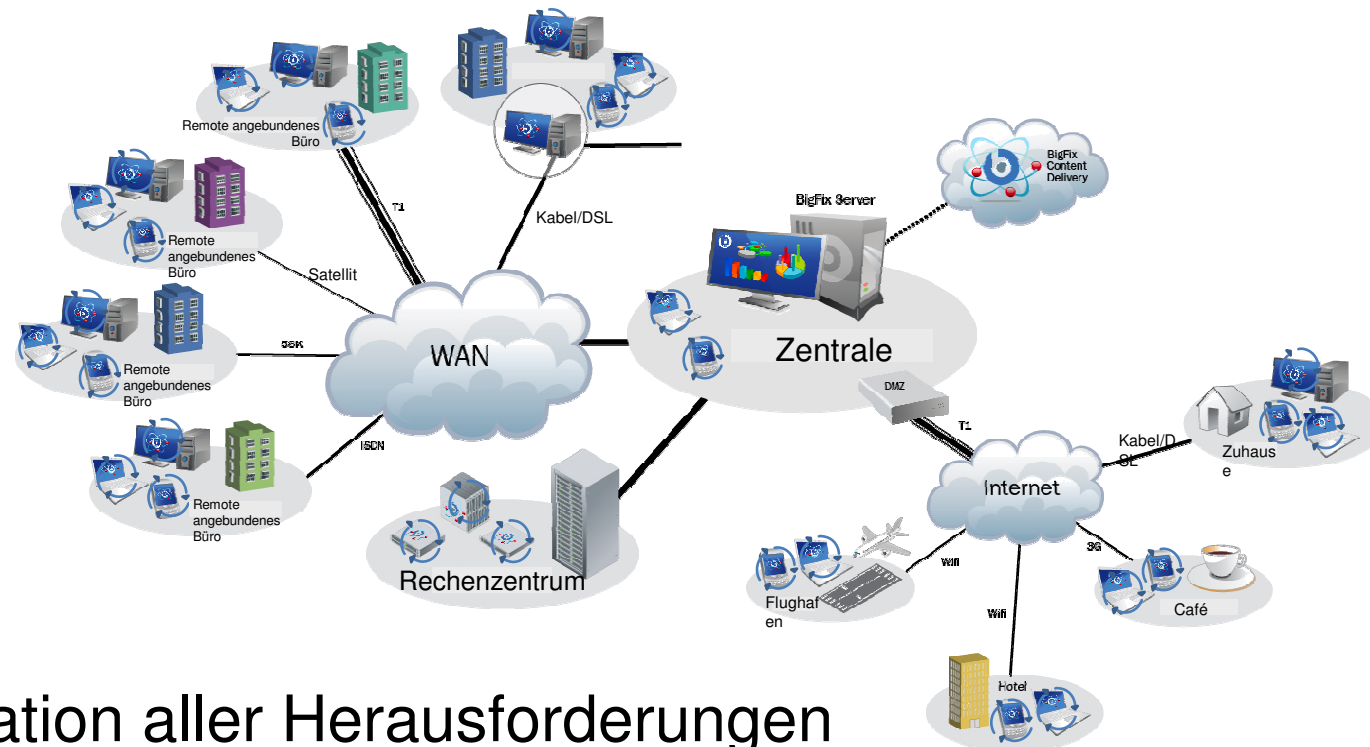 Remote angebundenes
Büro
T1
Kabel/DSL
BigFix
Content
Delivery
BigFix Server
Remote
angebundenes
Büro
Satellit
WAN
Zentrale
56K
Remote
angebundenes
Büro
DMZ
T1
ISDN
Kabel/D
SL
Zuhaus
e
Internet
Remote
angebundenes
Büro
Rechenzentrum
Wifi
3G
Flughaf
en
Café
Wifi
Hotel
ation aller Herausforderungen